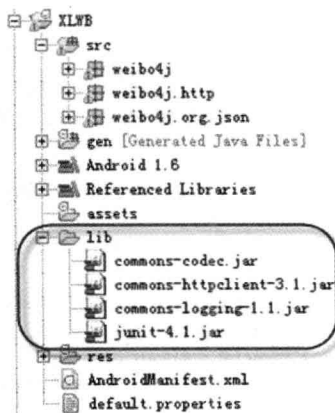 XLWB
src
weibo4j
weibo4j.http
weibo4j.org.json
gen [Generated Java Files]
Android 1.6
Referenced Libraries
assets
lib
commons-codec.jar
commons-httpclient-3.1.jar
commons-logging-1.1.jar
junit-4.1.jar
res
AndroidManifest.xml
default.properties